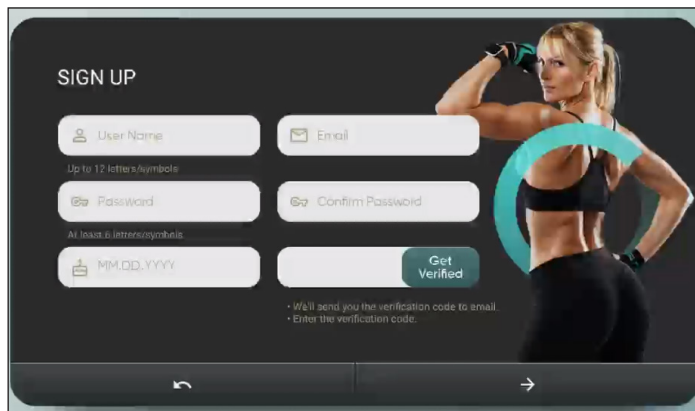 SIGN UP
User Name
Email
Up to 12 letters/symbols
Password
Confirm Password
At least 6 letters/symbols
MM.DD.YYYY
Get
Verified
• We'll send you the verification code to email.
• Enter the verification code.